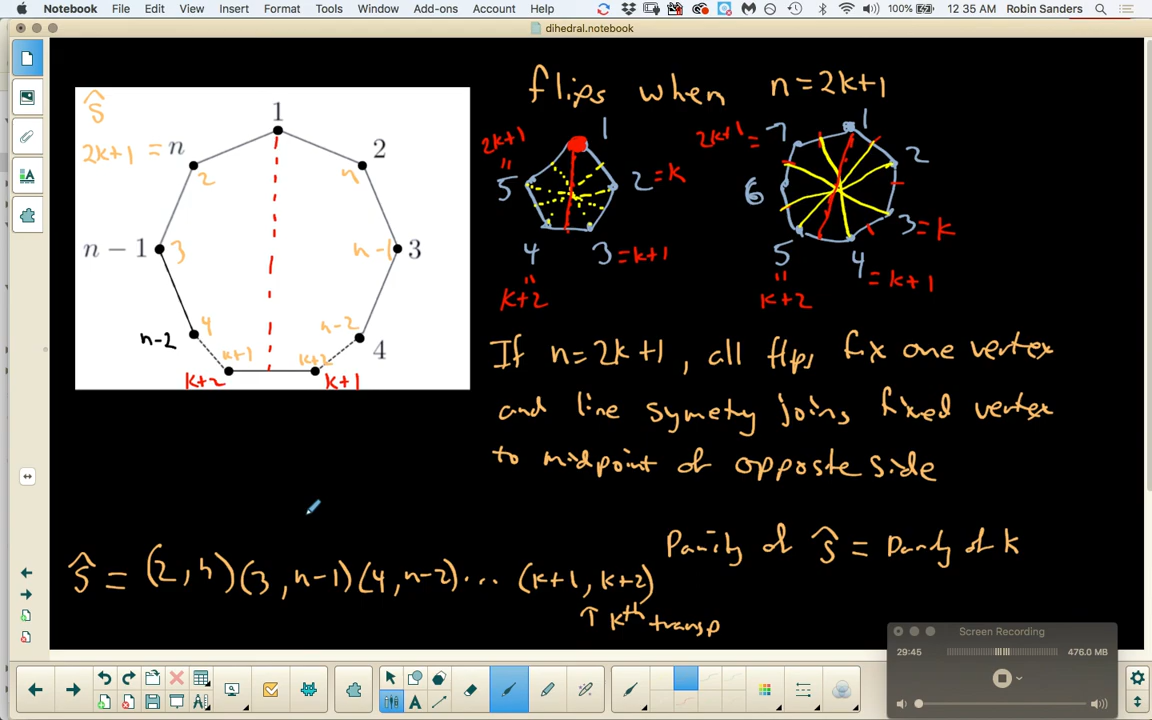 Notebook File Edit View Insert Format Tools Window Add-ons Account Help 100% 12:35 AM Robin Sanders
dihedral.notebook
ŝ
2k+1 = n
1
2
2
n
n − 1
3
n-1
3
n-2
4
n-2
4
k+1
k+2
k+2
k+1
flips when n=2k+1
2k+1
"
5
1
2 = k
4
"
k+2
3 = k+1
2k+1 = 7
1
2
6
3 = k
5
"
k+2
4 = k+1
If n=2k+1, all flips fix one vertex
and line symetry joins fixed vertex
to midpoint of opposte side
Parity of ŝ = parity of k
ŝ = (2, n)(3, n-1)(4, n-2)... (k+1, k+2)
↑ kth transp
Screen Recording
29:45 476.0 MB